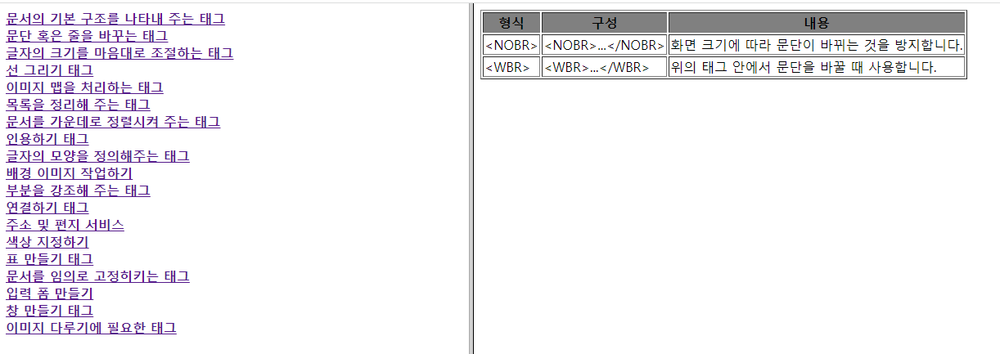 문서의 기본 구조를 나타내 주는 태그
문단 혹은 줄을 바꾸는 태그
글자의 크기를 마음대로 조절하는 태그
선 그리기 태그
이미지 맵을 처리하는 태그
목록을 정리해 주는 태그
문서를 가운데로 정렬시켜 주는 태그
인용하기 태그
글자의 모양을 정의해주는 태그
배경 이미지 작업하기
부분을 강조해 주는 태그
연결하기 태그
주소 및 편지 서비스
색상 지정하기
표 만들기 태그
문서를 임의로 고정히키는 태그
입력 폼 만들기
창 만들기 태그
이미지 다루기에 필요한 태그
형식 구성 내용
<NOBR> <NOBR>...</NOBR> 화면 크기에 따라 문단이 바뀌는 것을 방지합니다.
<WBR> <WBR>...</WBR> 위의 태그 안에서 문단을 바꿀 때 사용합니다.